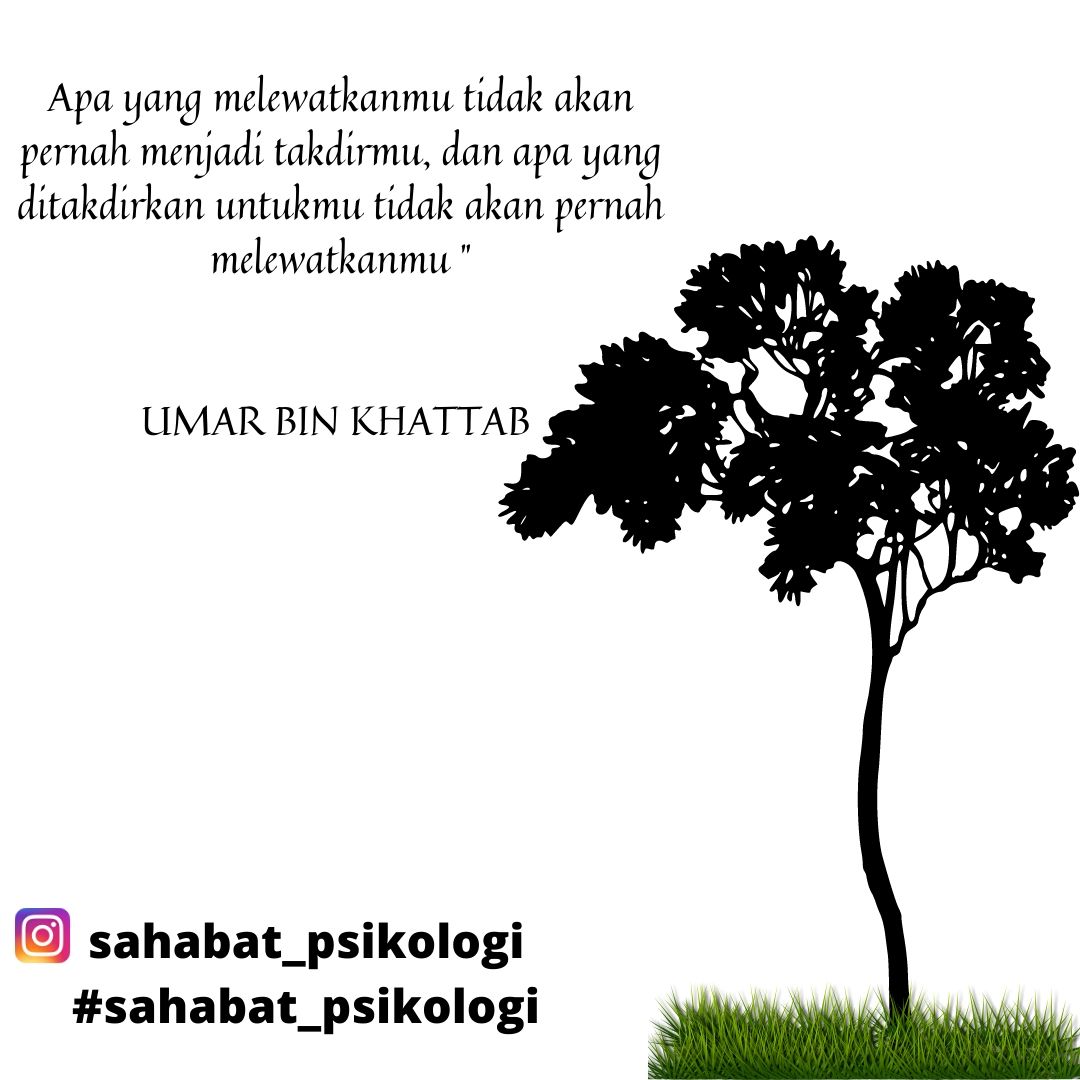 Apa yang melewatkanmu tidak akan
pernah menjadi takdirmu, dan apa yang
ditakdirkan untukmu tidak akan pernah
melewatkanmu "
UMAR BIN KHATTAB
sahabat_psikologi
#sahabat_psikologi